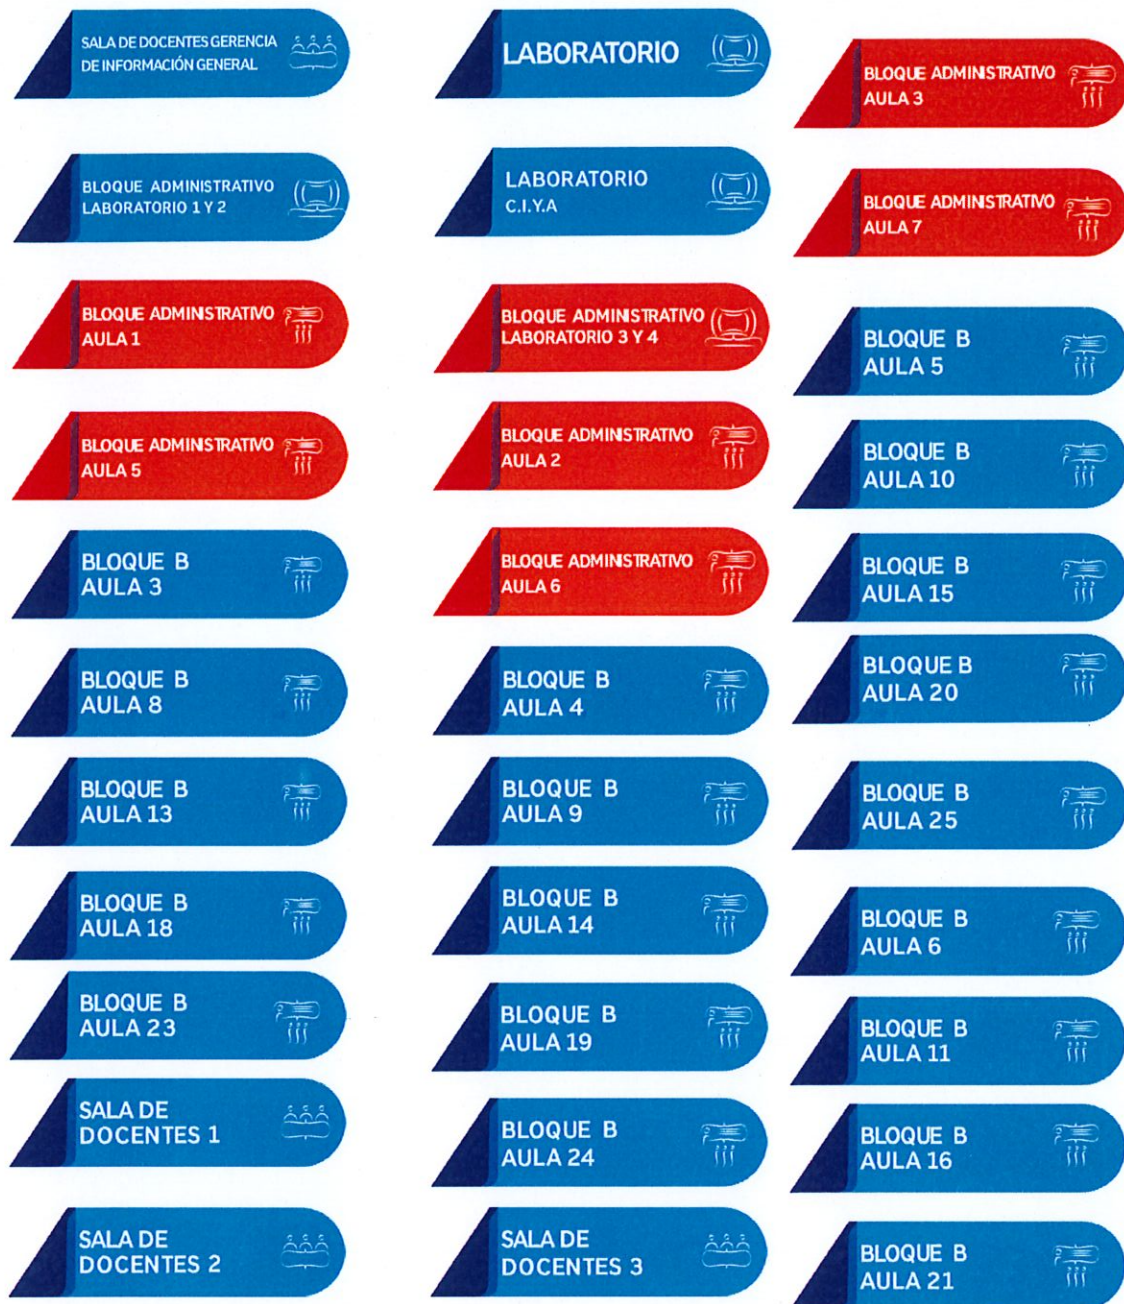 SALA DE DOCENTES GERENCIA
DE INFORMACIÓN GENERAL
BLOQUE ADMINISTRATIVO
LABORATORIO 1 Y 2
BLOQUE ADMINISTRATIVO
AULA 1
BLOQUE ADMINISTRATIVO
AULA 5
BLOQUE B
AULA 3
BLOQUE B
AULA 8
BLOQUE B
AULA 13
BLOQUE B
AULA 18
BLOQUE B
AULA 23
SALA DE
DOCENTES 1
SALA DE
DOCENTES 2
LABORATORIO
LABORATORIO
C.I.Y.A
BLOQUE ADMINISTRATIVO
LABORATORIO 3 Y 4
BLOQUE ADMINISTRATIVO
AULA 2
BLOQUE ADMINISTRATIVO
AULA 6
BLOQUE B
AULA 4
BLOQUE B
AULA 9
BLOQUE B
AULA 14
BLOQUE B
AULA 19
BLOQUE B
AULA 24
SALA DE
DOCENTES 3
BLOQUE ADMINISTRATIVO
AULA 3
BLOQUE ADMINISTRATIVO
AULA 7
BLOQUE B
AULA 5
BLOQUE B
AULA 10
BLOQUE B
AULA 15
BLOQUE B
AULA 20
BLOQUE B
AULA 25
BLOQUE B
AULA 6
BLOQUE B
AULA 11
BLOQUE B
AULA 16
BLOQUE B
AULA 21